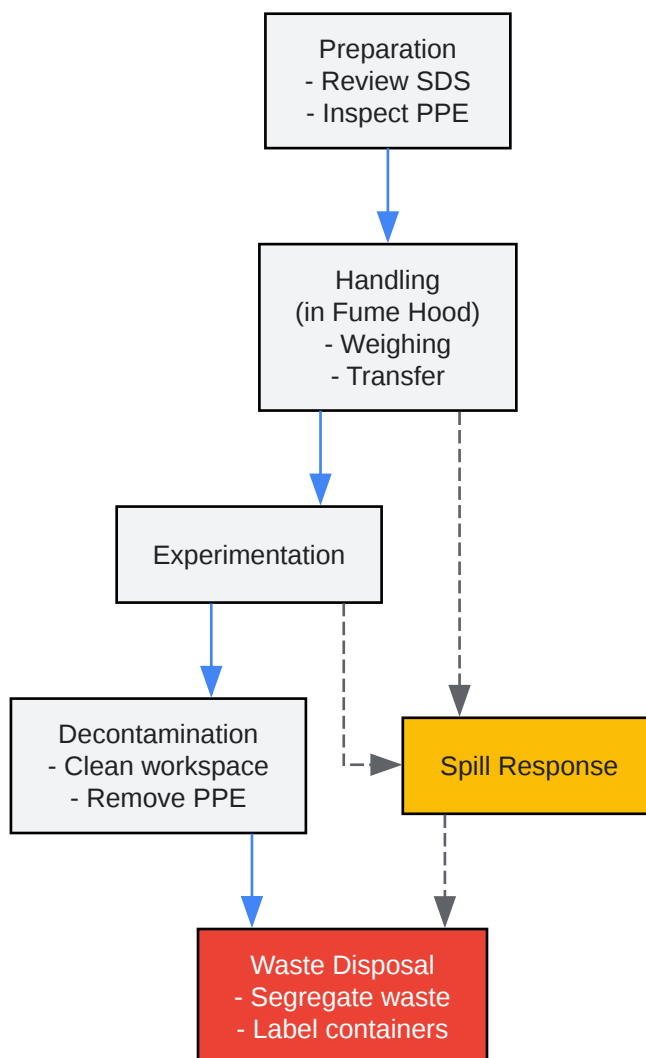 Preparation
- Review SDS
- Inspect PPE
Handling
(in Fume Hood)
- Weighing
- Transfer
Experimentation
Decontamination
- Clean workspace
- Remove PPE
Spill Response
Waste Disposal
- Segregate waste
- Label containers